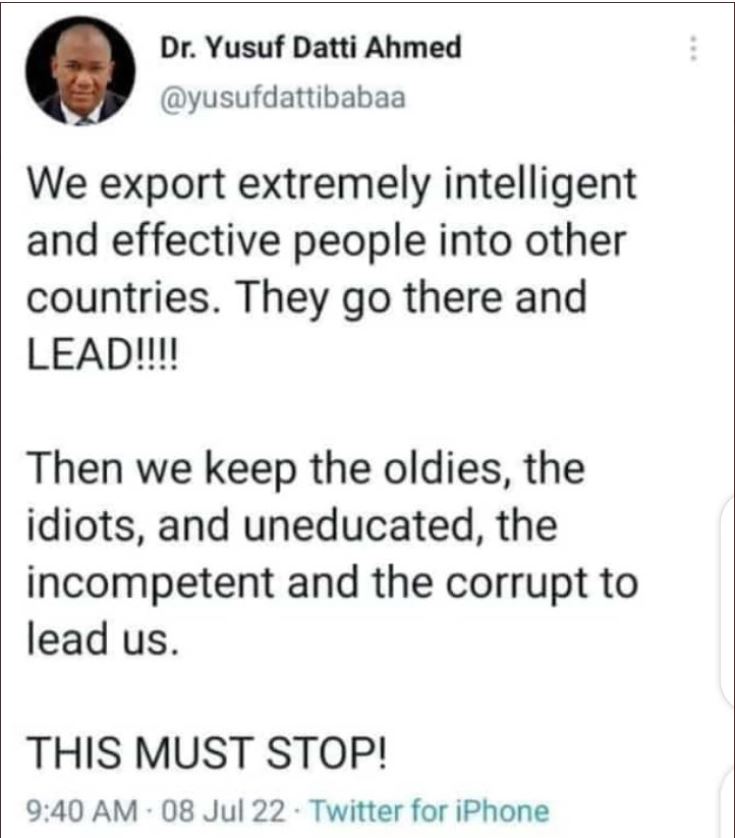 Dr. Yusuf Datti Ahmed
@yusufdattibabaa
We export extremely intelligent
and effective people into other
countries. They go there and
LEAD!!!!
Then we keep the oldies, the
idiots, and uneducated, the
incompetent and the corrupt to
lead us.
THIS MUST STOP!
9:40 AM · 08 Jul 22 · Twitter for iPhone